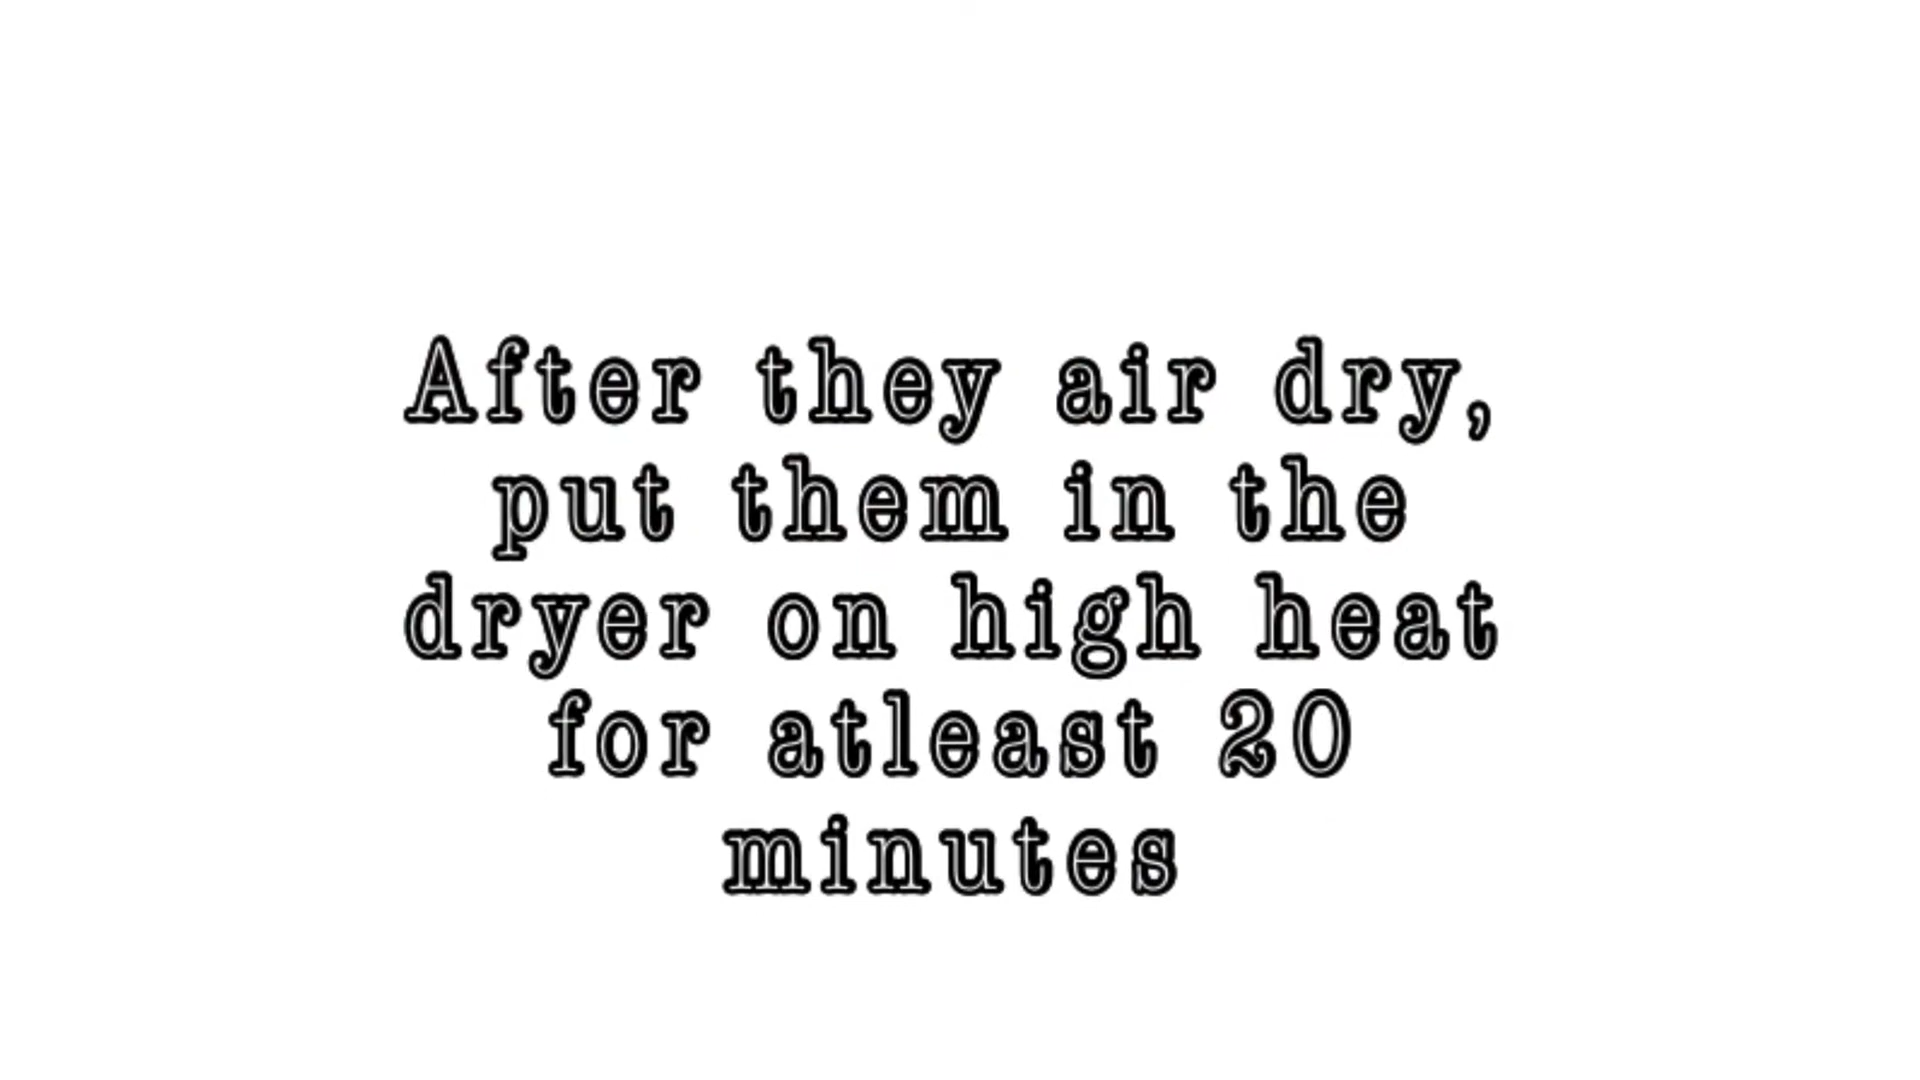 After they air dry,
put them in the
dryer on high heat
for atleast 20
minutes